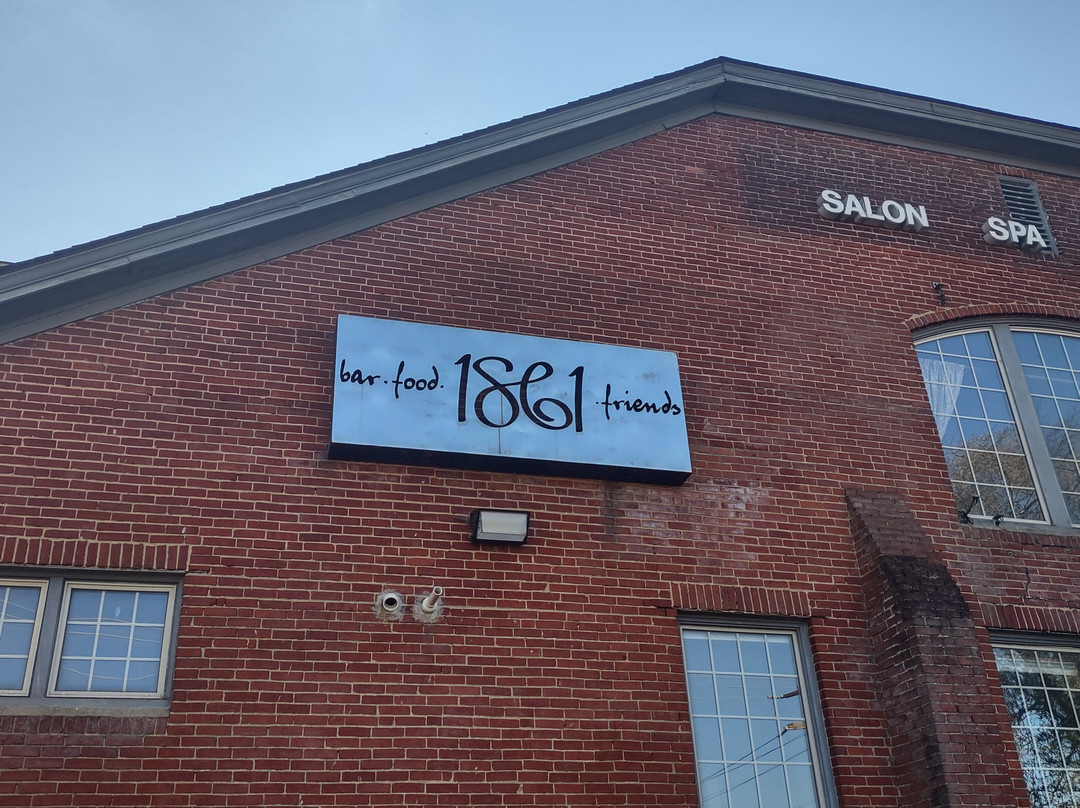 SALON SPA
bar. food. 1861 . friends